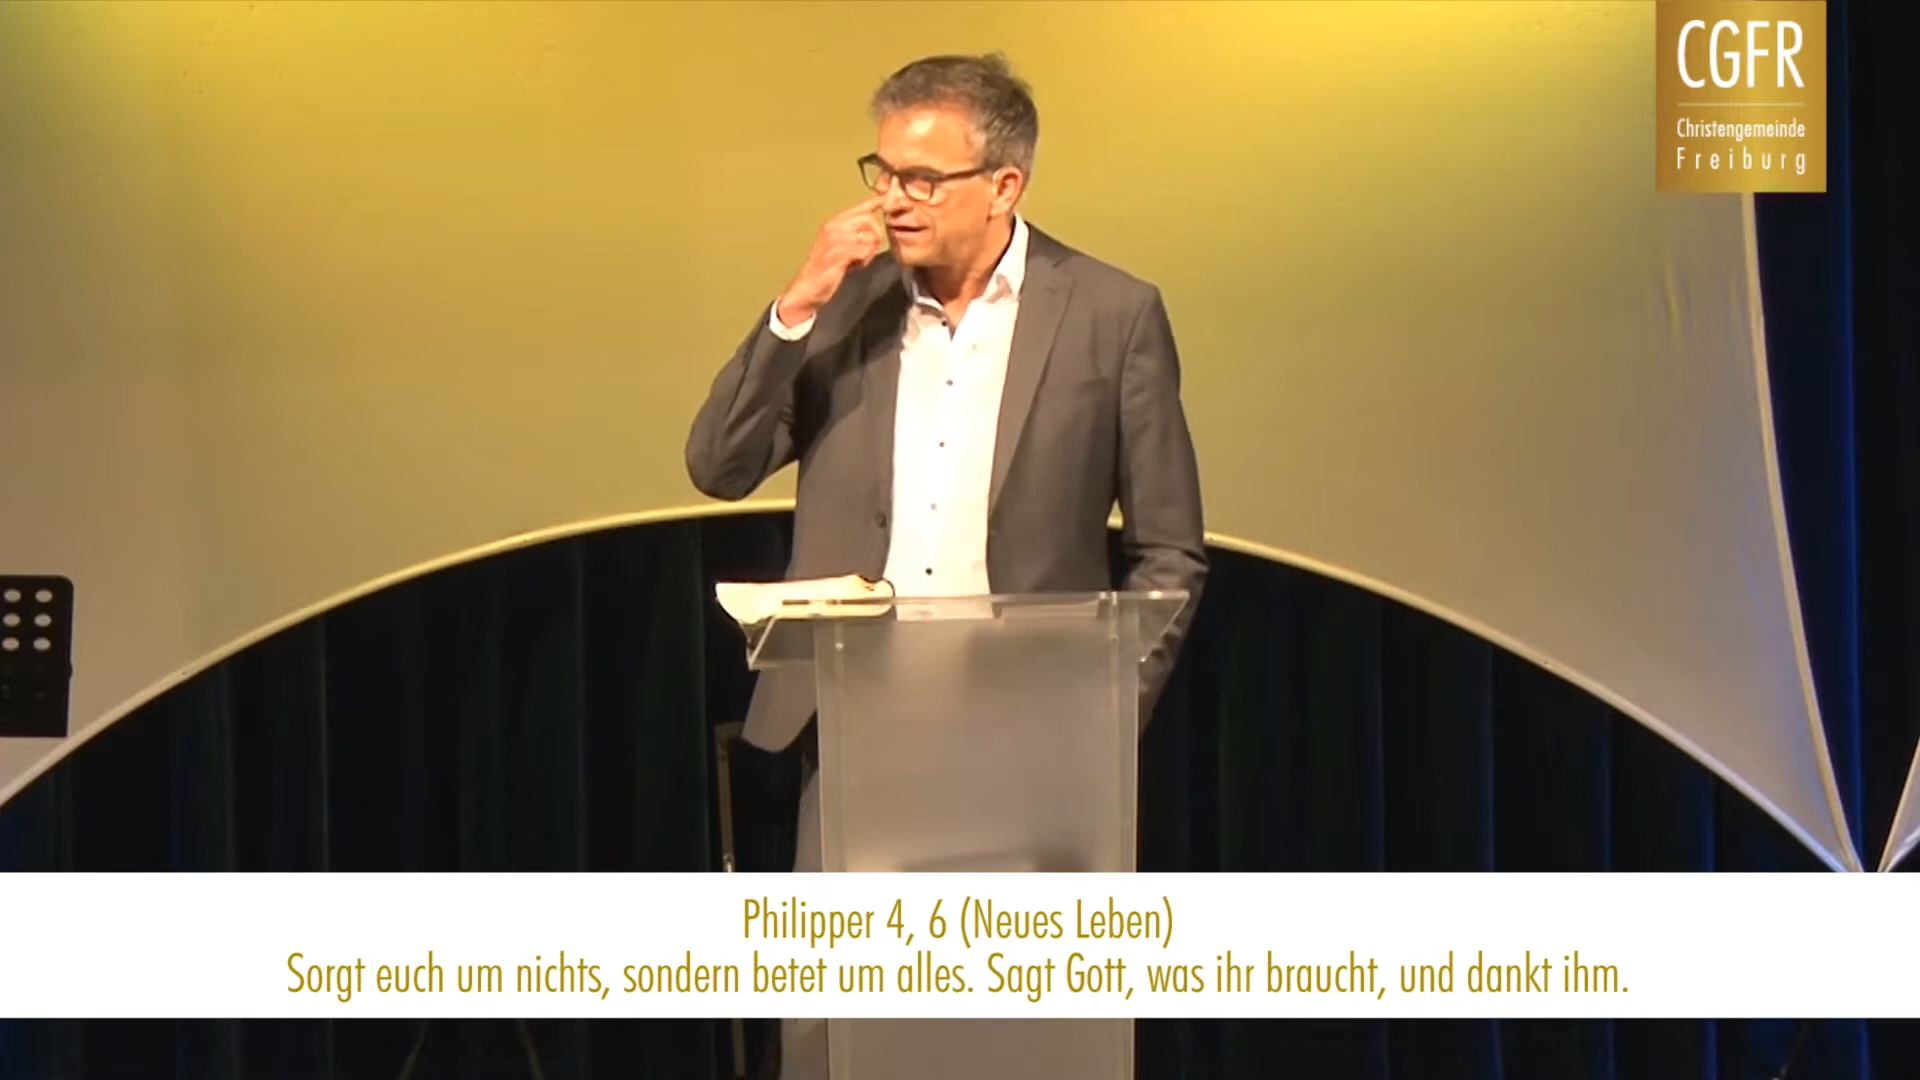 CGFR
Christengemeinde
Freiburg
Philipper 4, 6 (Neues Leben)
Sorgt euch um nichts, sondern betet um alles. Sagt Gott, was ihr braucht, und dankt ihm.